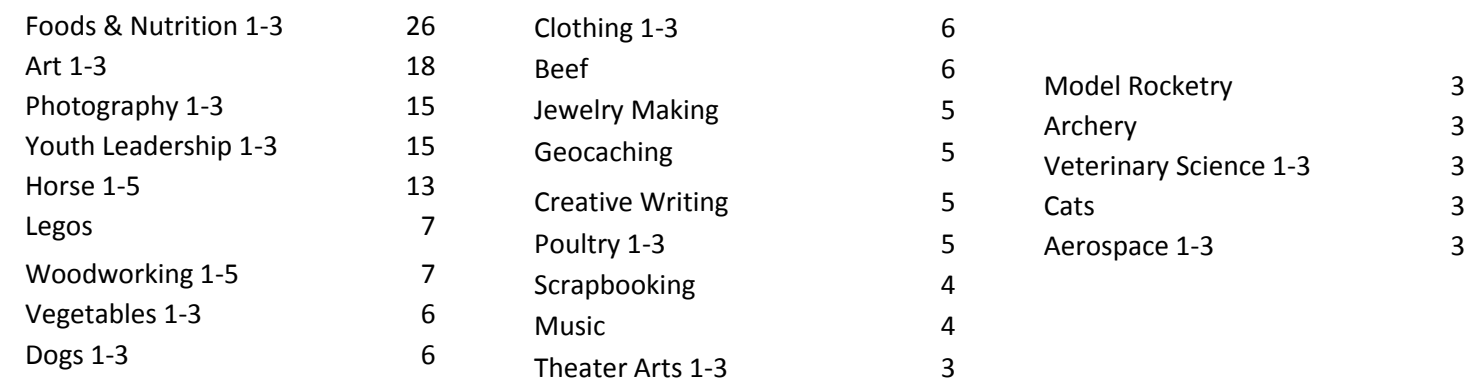 Foods & Nutrition 1-3 26
Art 1-3 18
Photography 1-3 15
Youth Leadership 1-3 15
Horse 1-5 13
Legos 7
Woodworking 1-5 7
Vegetables 1-3 6
Dogs 1-3 6
Clothing 1-3 6
Beef 6
Jewelry Making 5
Geocaching 5
Creative Writing 5
Poultry 1-3 5
Scrapbooking 4
Music 4
Theater Arts 1-3 3
Model Rocketry 3
Archery 3
Veterinary Science 1-3 3
Cats 3
Aerospace 1-3 3